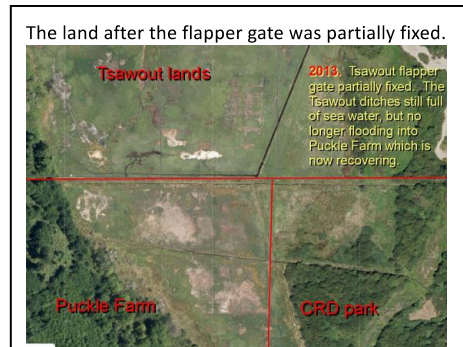 The land after the flapper gate was partially fixed.
Tsawout lands
2013. Tsawout flapper
gate partially fixed. The
Tsawout ditches still full
of sea water, but no
longer flooding into
Puckle Farm which is
now recovering.
Puckle Farm
CRD park